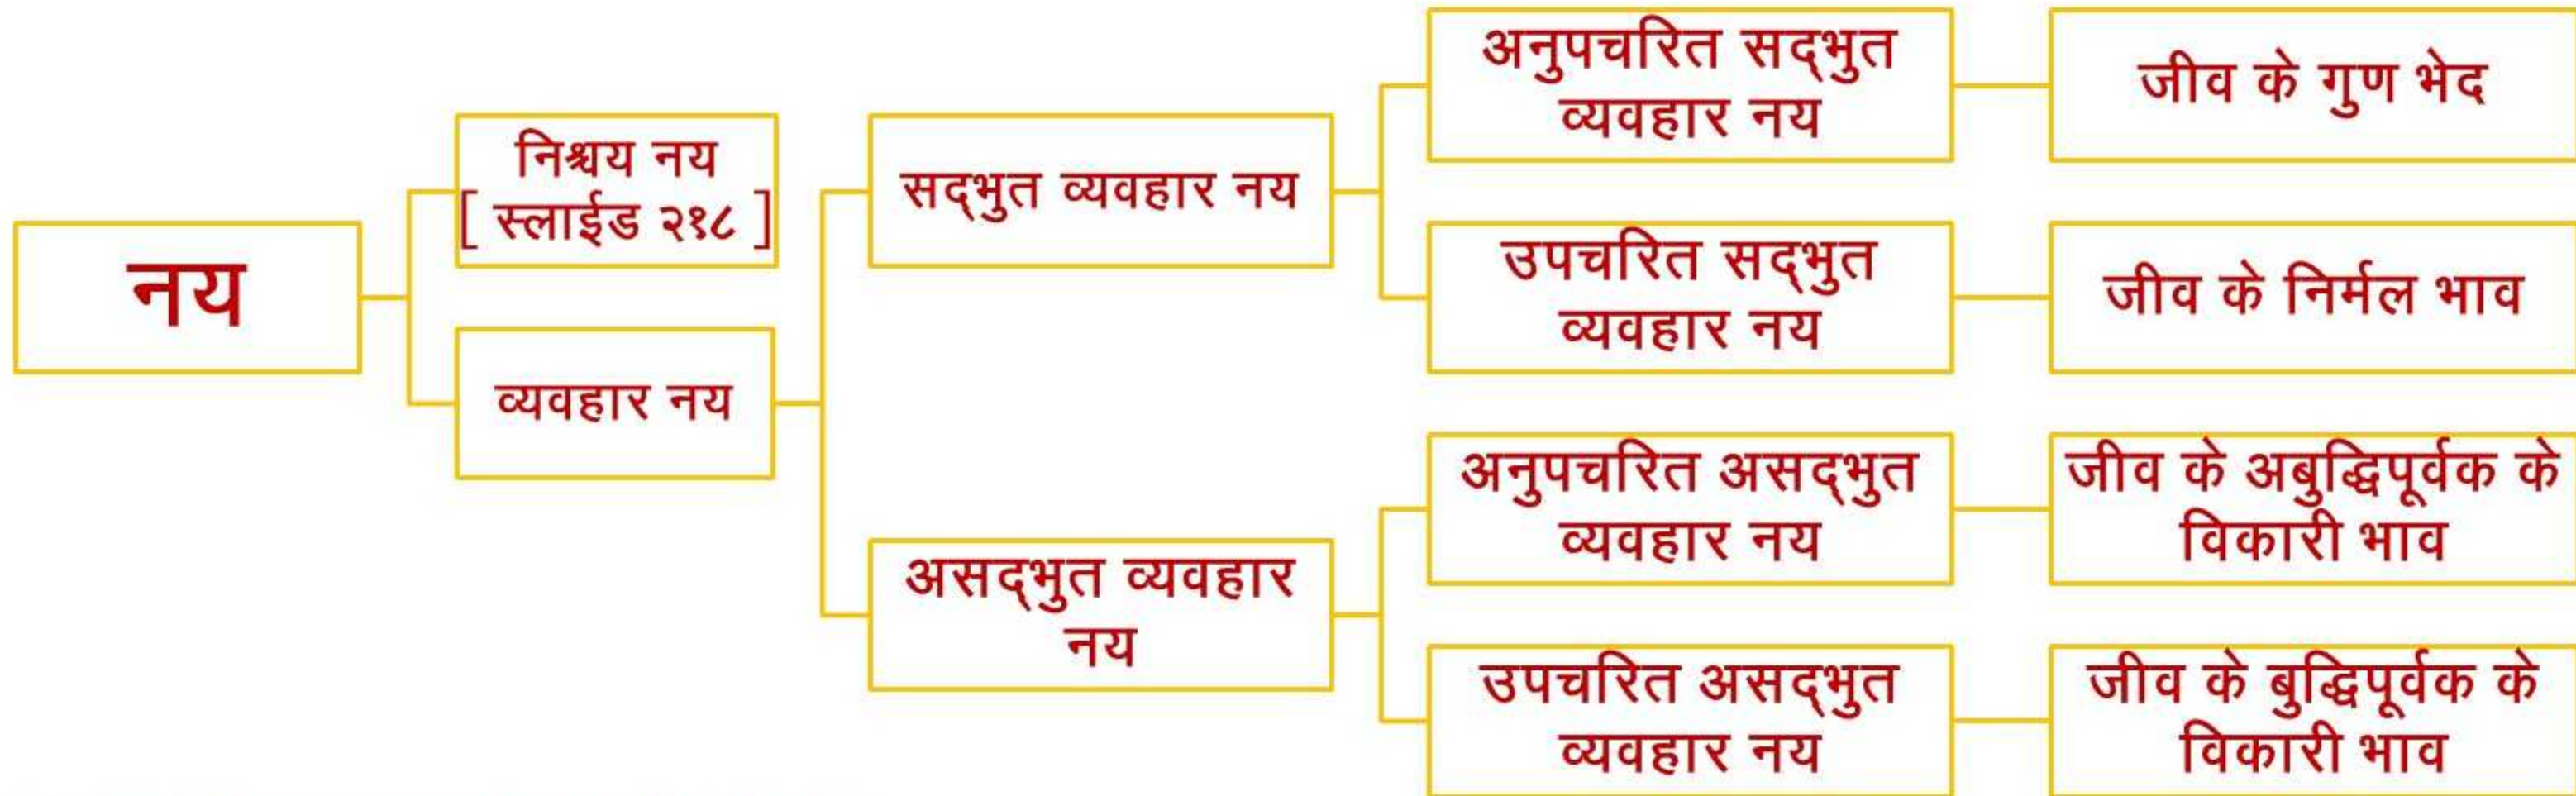 नय
निश्चय नय
[ स्लाईड २१८ ]
व्यवहार नय
सद्‌भुत व्यवहार नय
असद्‌भुत व्यवहार
नय
अनुपचरित सद्‌भुत
व्यवहार नय
उपचरित सद्‌भुत
व्यवहार नय
अनुपचरित असद्‌भुत
व्यवहार नय
उपचरित असद्‌भुत
व्यवहार नय
जीव के गुण भेद
जीव के निर्मल भाव
जीव के अबुद्धिपूर्वक के
विकारी भाव
जीव के बुद्धिपूर्वक के
विकारी भाव